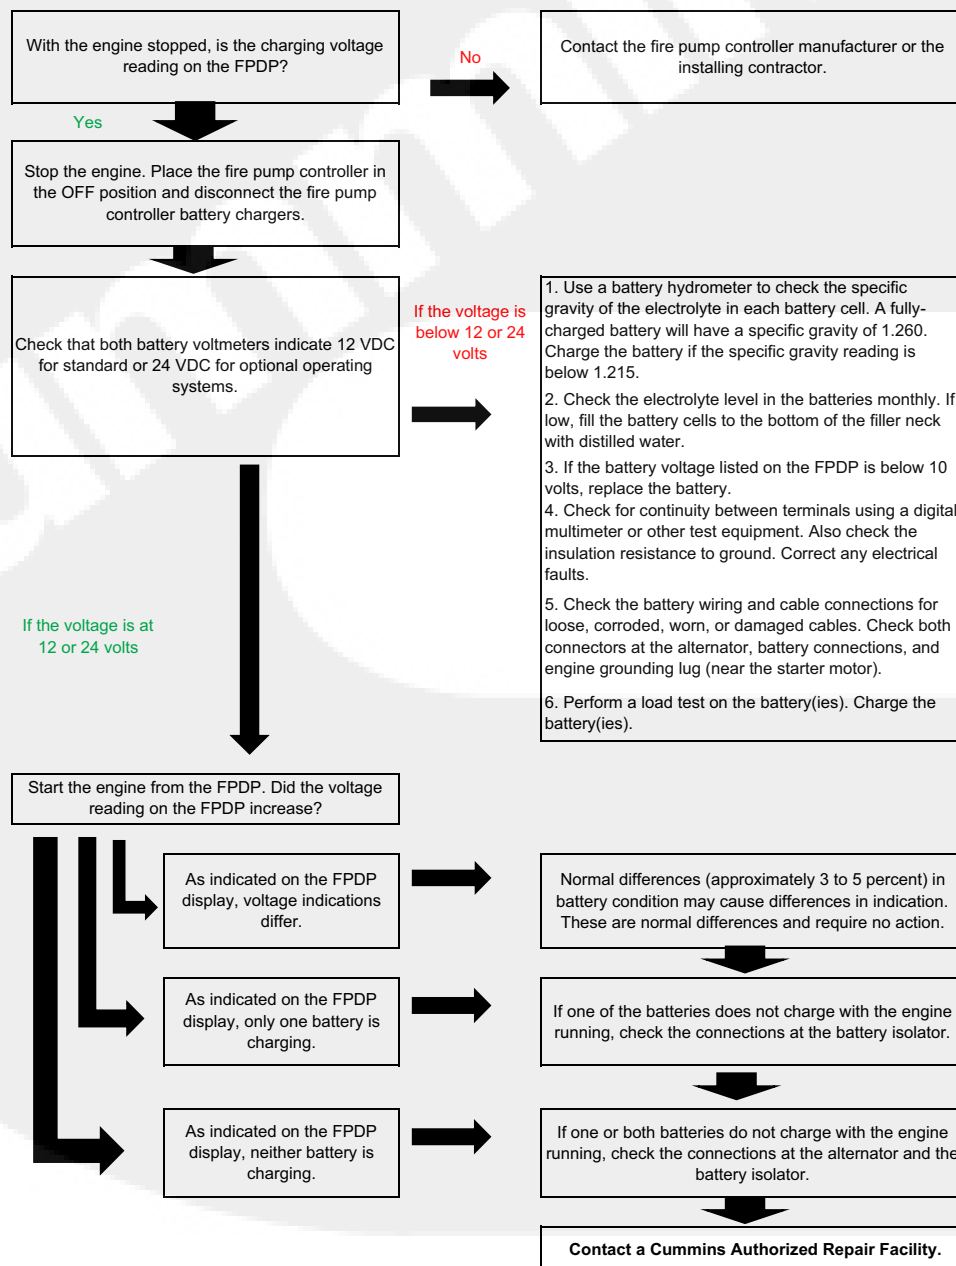 With the engine stopped, is the charging voltage
reading on the FPDP?
No
Contact the fire pump controller manufacturer or the
installing contractor.
Yes
Stop the engine. Place the fire pump controller in
the OFF position and disconnect the fire pump
controller battery chargers.
Check that both battery voltmeters indicate 12 VDC
for standard or 24 VDC for optional operating
systems.
If the voltage is
below 12 or 24
volts
1. Use a battery hydrometer to check the specific
gravity of the electrolyte in each battery cell. A fully-
charged battery will have a specific gravity of 1.260.
Charge the battery if the specific gravity reading is
below 1.215.
2. Check the electrolyte level in the batteries monthly. If
low, fill the battery cells to the bottom of the filler neck
with distilled water.
3. If the battery voltage listed on the FPDP is below 10
volts, replace the battery.
4. Check for continuity between terminals using a digital
multimeter or other test equipment. Also check the
insulation resistance to ground. Correct any electrical
faults.
5. Check the battery wiring and cable connections for
loose, corroded, worn, or damaged cables. Check both
connectors at the alternator, battery connections, and
engine grounding lug (near the starter motor).
6. Perform a load test on the battery(ies). Charge the
battery(ies).
If the voltage is at
12 or 24 volts
Start the engine from the FPDP. Did the voltage
reading on the FPDP increase?
As indicated on the FPDP
display, voltage indications
differ.
Normal differences (approximately 3 to 5 percent) in
battery condition may cause differences in indication.
These are normal differences and require no action.
As indicated on the FPDP
display, only one battery is
charging.
If one of the batteries does not charge with the engine
running, check the connections at the battery isolator.
As indicated on the FPDP
display, neither battery is
charging.
If one or both batteries do not charge with the engine
running, check the connections at the alternator and the
battery isolator.
Contact a Cummins Authorized Repair Facility.